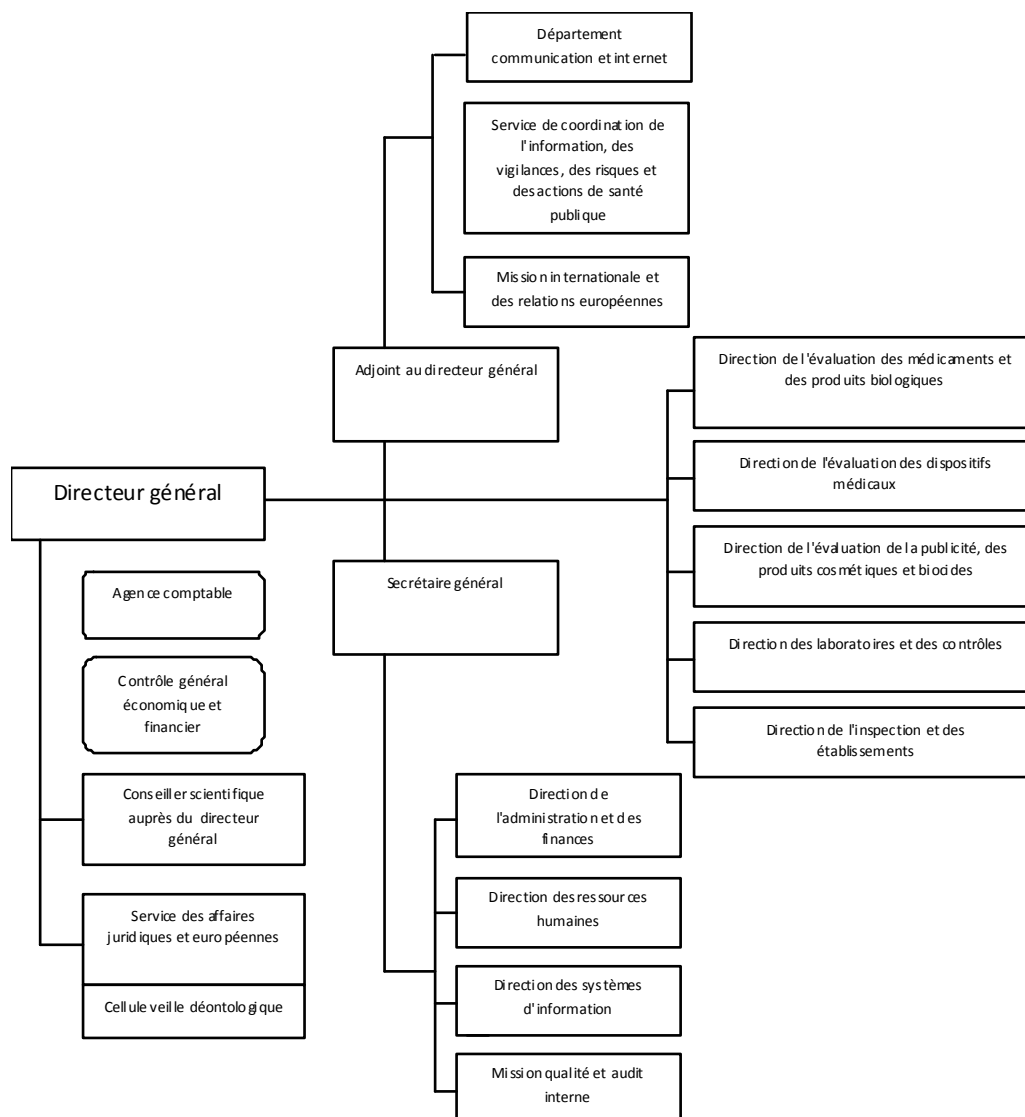 Département
communication et internet
Service de coordination de
l'information, des
vigilances, des risques et
des actions de santé
publique
Mission internationale et
des relations européennes
Adjoint au directeur général
Direction de l'évaluation des médicaments et
des produits biologiques
Direction de l'évaluation des dispositifs
médicaux
Directeur général
Direction de l'évaluation de la publicité, des
produits cosmétiques et biocides
Secrétaire général
Agence comptable
Direction des laboratoires et des contrôles
Contrôle général
économique et
financier
Direction de l'inspection et des
établissements
Conseiller scientifique
auprès du directeur
général
Direction de
l'administration et des
finances
Service des affaires
juridiques et européennes
Direction des ressources
humaines
Cellule veille déontologique
Direction des systèmes
d'information
Mission qualité et audit
interne